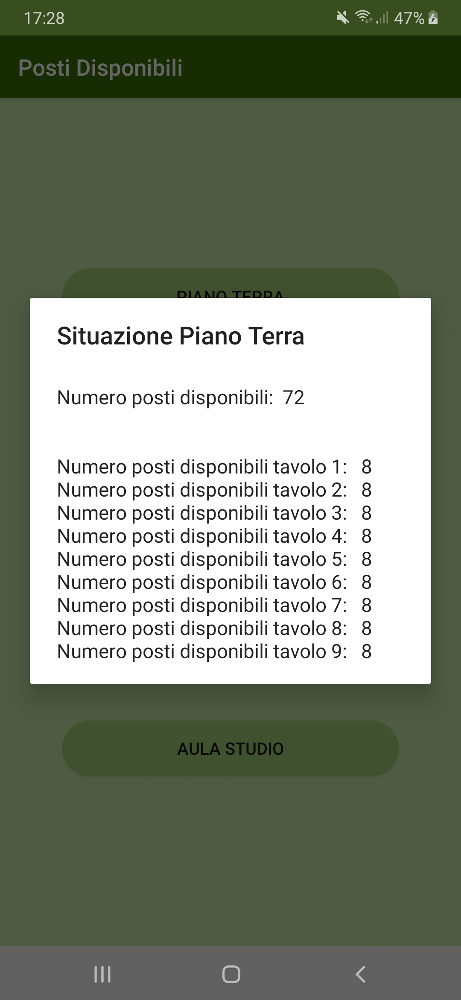 17:28 47%
Posti Disponibili
PIANO TERRA
Situazione Piano Terra
Numero posti disponibili: 72
Numero posti disponibili tavolo 1: 8
Numero posti disponibili tavolo 2: 8
Numero posti disponibili tavolo 3: 8
Numero posti disponibili tavolo 4: 8
Numero posti disponibili tavolo 5: 8
Numero posti disponibili tavolo 6: 8
Numero posti disponibili tavolo 7: 8
Numero posti disponibili tavolo 8: 8
Numero posti disponibili tavolo 9: 8
AULA STUDIO